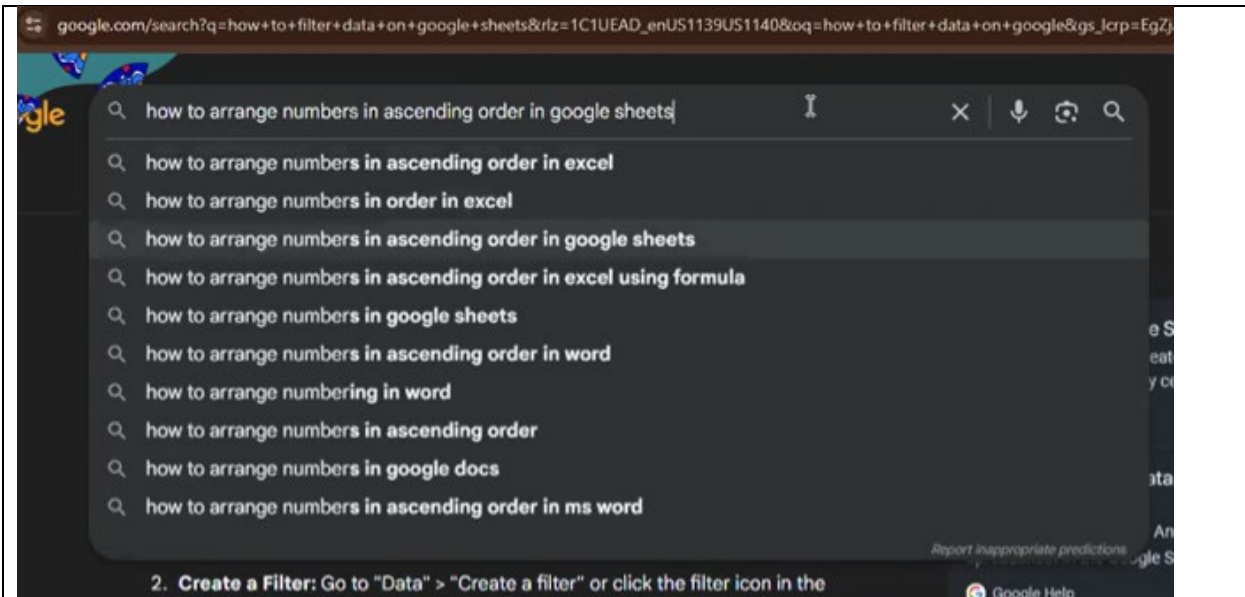 google.com/search?q=how+to+filter+data+on+google+sheets&rlz=1C1UEAD_enUS1139US1140&oq=how+to+filter+data+on+google&gs_lcrp=EgZj
gle
how to arrange numbers in ascending order in google sheets
how to arrange numbers in ascending order in excel
how to arrange numbers in order in excel
how to arrange numbers in ascending order in google sheets
how to arrange numbers in ascending order in excel using formula
how to arrange numbers in google sheets
how to arrange numbers in ascending order in word
how to arrange numbering in word
how to arrange numbers in ascending order
how to arrange numbers in google docs
how to arrange numbers in ascending order in ms word
Report inappropriate predictions
2. Create a Filter: Go to "Data" > "Create a filter" or click the filter icon in the
Google Help